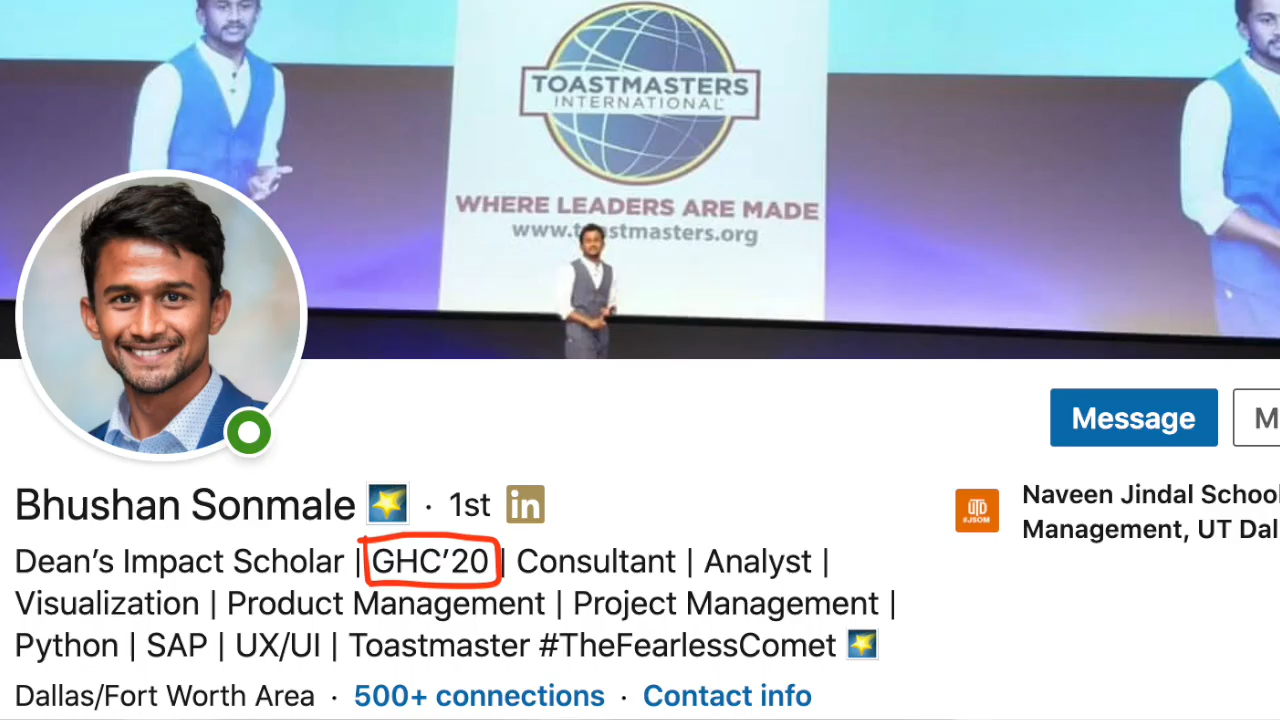 TOASTMASTERS
INTERNATIONAL
WHERE LEADERS ARE MADE
www.toastmasters.org
Message
M
Bhushan Sonmale · 1st in
Naveen Jindal School
Management, UT Dal
UTD
#JSOM
Dean’s Impact Scholar | GHC’20 | Consultant | Analyst |
Visualization | Product Management | Project Management |
Python | SAP | UX/UI | Toastmaster #TheFearlessComet
Dallas/Fort Worth Area · 500+ connections · Contact info